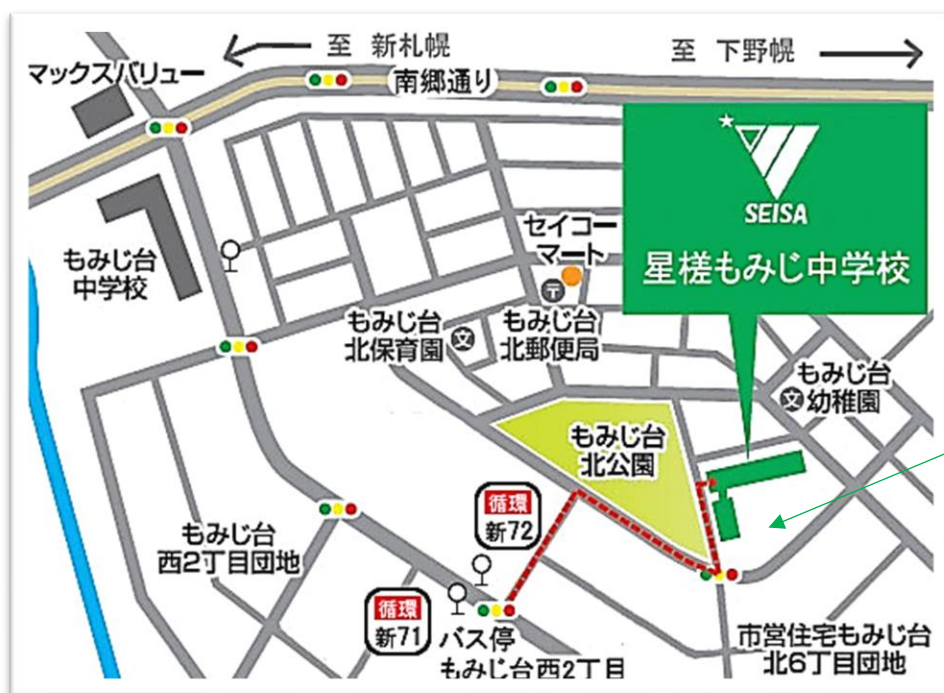 至 新札幌
至 下野幌
マックスバリュー
南郷通り
SEISA
星槎もみじ中学校
もみじ台
中学校
セイコー
マート
〒
もみじ台
北保育園
文
もみじ台
北郵便局
もみじ台
幼稚園
文
もみじ台
北公園
循環
新72
もみじ台
西2丁目団地
循環
新71
バス停
もみじ台西2丁目
市営住宅もみじ台
北6丁目団地